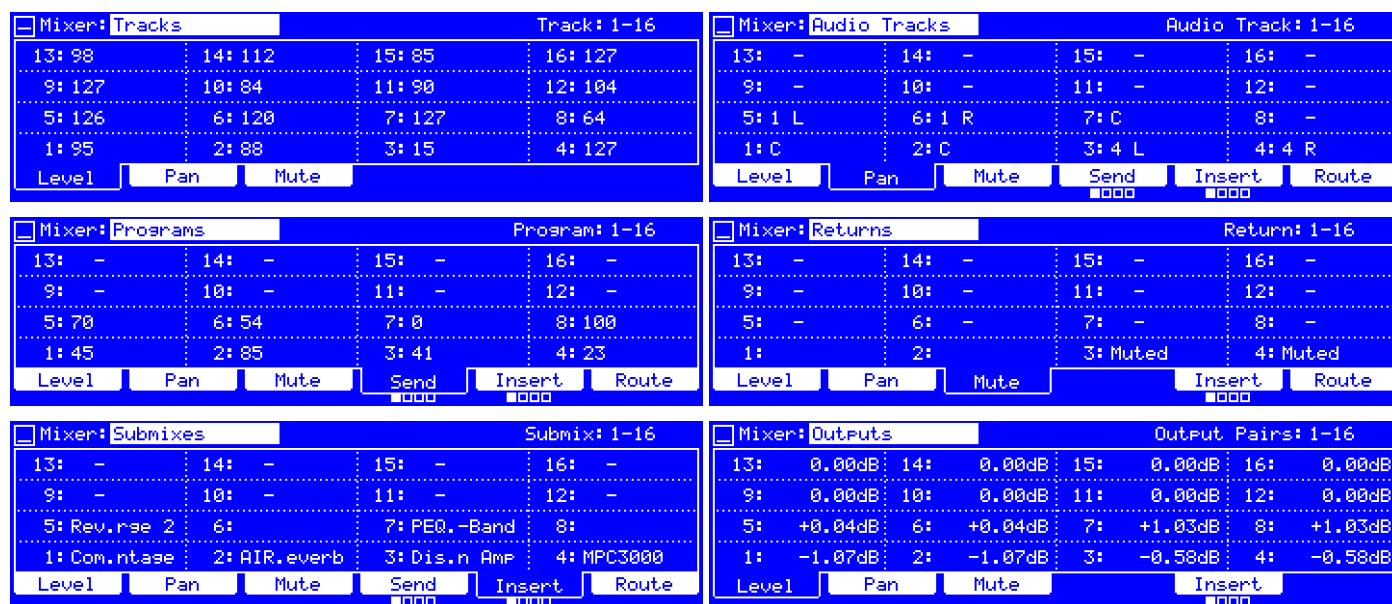 Mixer: Tracks Track: 1-16
13: 98 14: 112 15: 85 16: 127
9: 127 10: 84 11: 90 12: 104
5: 126 6: 120 7: 127 8: 64
1: 95 2: 88 3: 15 4: 127
Level Pan Mute
Mixer: Audio Tracks Audio Track: 1-16
13: - 14: - 15: - 16: -
9: - 10: - 11: - 12: -
5: 1 L 6: 1 R 7: C 8: -
1: C 2: C 3: 4 L 4: 4 R
Level Pan Mute Send Insert Route
Mixer: Programs Program: 1-16
13: - 14: - 15: - 16: -
9: - 10: - 11: - 12: -
5: 70 6: 54 7: 0 8: 100
1: 45 2: 85 3: 41 4: 23
Level Pan Mute Send Insert Route
Mixer: Returns Return: 1-16
13: - 14: - 15: - 16: -
9: - 10: - 11: - 12: -
5: - 6: - 7: - 8: -
1: 2: 3: Muted 4: Muted
Level Pan Mute Insert Route
Mixer: Submixes Submix: 1-16
13: - 14: - 15: - 16: -
9: - 10: - 11: - 12: -
5: Rev.rge 2 6: 7: PEQ.-Band 8:
1: Com.ntage 2: AIR.everb 3: Dis.n Amp 4: MPC3000
Level Pan Mute Send Insert Route
Mixer: Outputs Output Pairs: 1-16
13: 0.00dB 14: 0.00dB 15: 0.00dB 16: 0.00dB
9: 0.00dB 10: 0.00dB 11: 0.00dB 12: 0.00dB
5: +0.04dB 6: +0.04dB 7: +1.03dB 8: +1.03dB
1: -1.07dB 2: -1.07dB 3: -0.58dB 4: -0.58dB
Level Pan Mute Insert